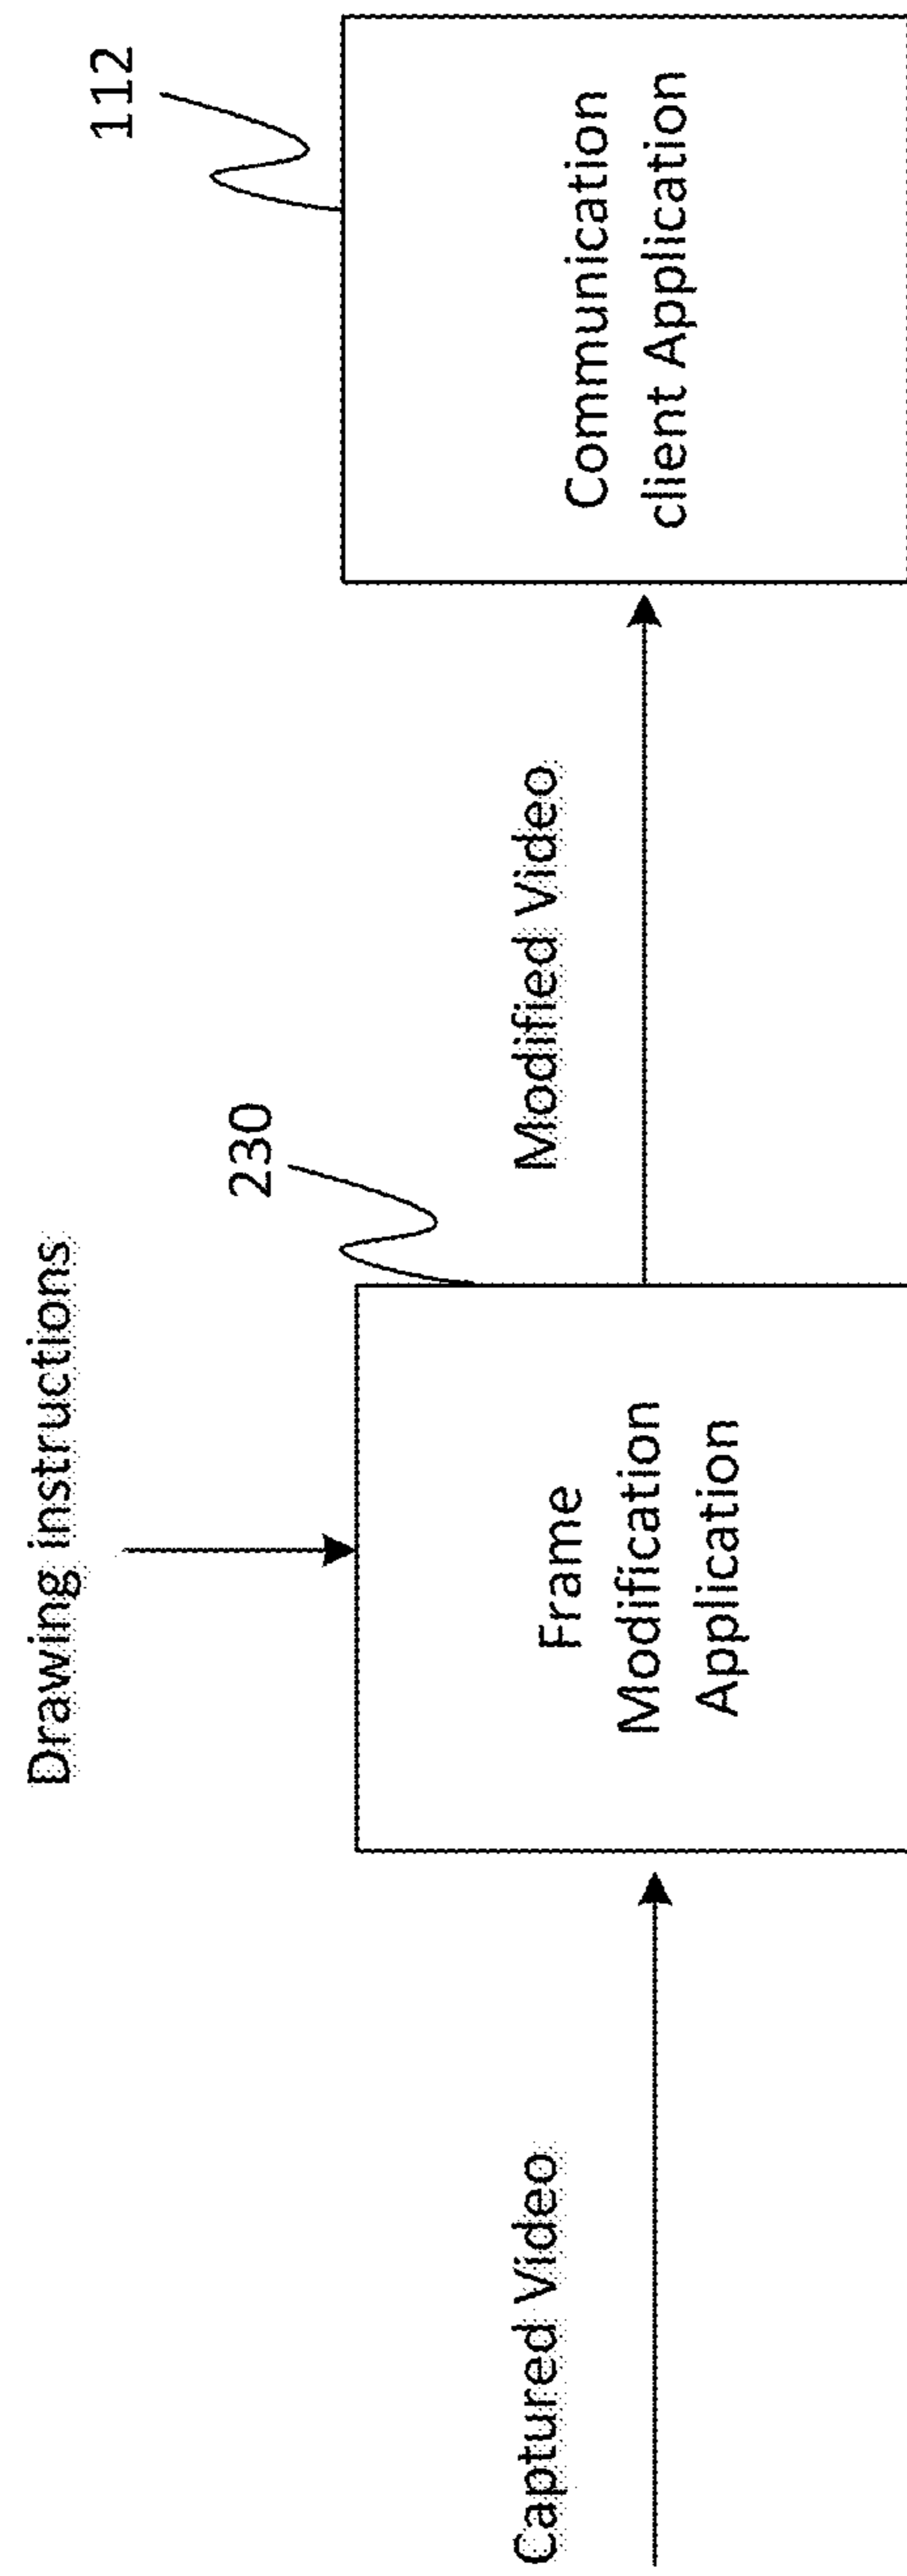 Drawing instructions
112
230
Captured Video
Frame
Modification
Application
Modified Video
Communication
client Application